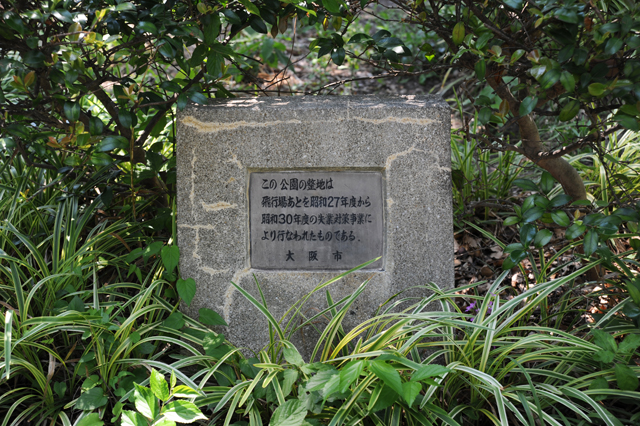 この公園の整地は
飛行場あとを昭和27年度から
昭和30年度の失業対策事業に
より行なわれたものである。
大阪市